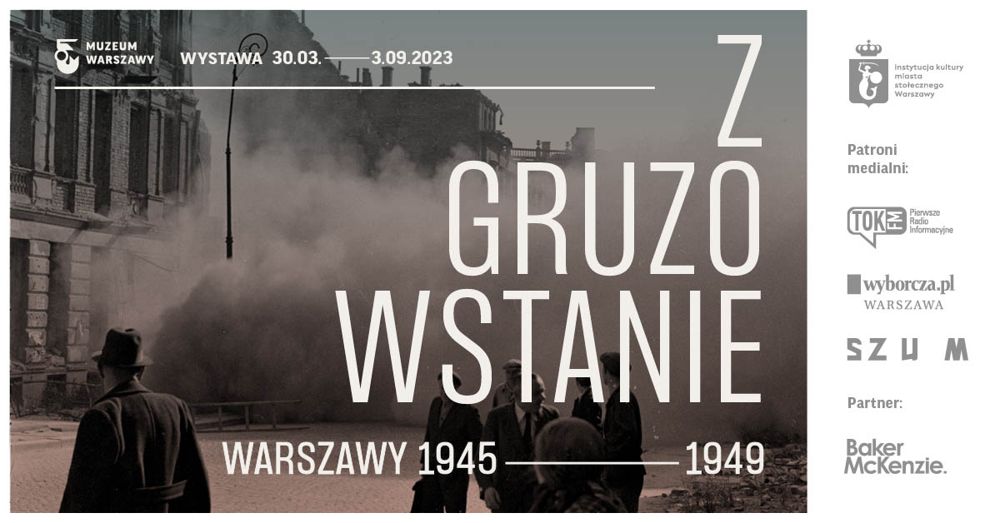 MUZEUM
WARSZAWY
WYSTAWA 30.03.——3.09.2023
Z
GRUZO
WSTANIE
WARSZAWY 1945——1949
instytucja kultury
miasta
stołecznego
Warszawy
Patroni
medialni:
TOK FM
Pierwsze
Radio
Informacyjne
wyborcza.pl
WARSZAWA
SZUM
Partner:
Baker
McKenzie.